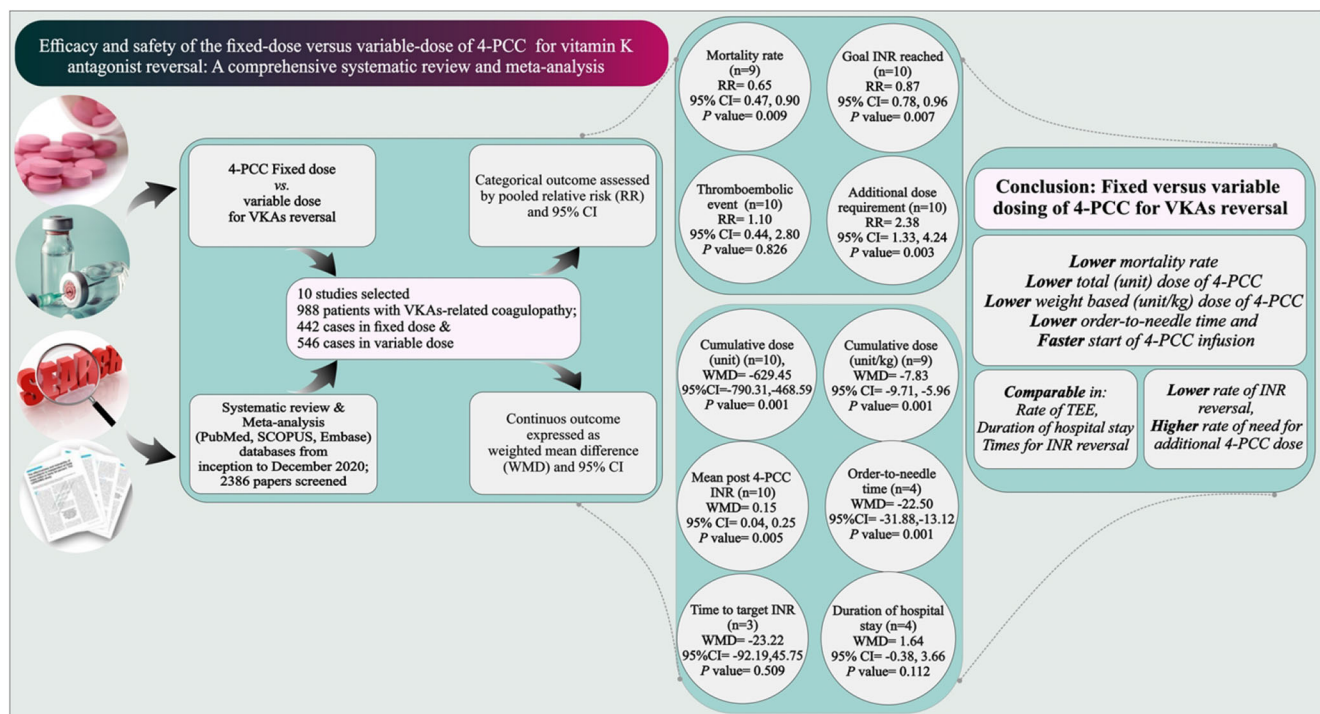 Efficacy and safety of the fixed-dose versus variable-dose of 4-PCC for vitamin K
antagonist reversal: A comprehensive systematic review and meta-analysis
4-PCC Fixed dose
vs.
variable dose
for VKAs reversal
Categorical outcome assessed
by pooled relative risk (RR)
and 95% CI
10 studies selected
988 patients with VKAs-related coagulopathy;
442 cases in fixed dose &
546 cases in variable dose
SEARCH
Systematic review &
Meta-analysis
(PubMed, SCOPUS, Embase)
databases from
inception to December 2020;
2386 papers screened
Continuos outcome
expressed as
weighted mean difference
(WMD) and 95% CI
Mortality rate
(n=9)
RR= 0.65
95% CI= 0.47, 0.90
P value= 0.009
Goal INR reached
(n=10)
RR= 0.87
95% CI= 0.78, 0.96
P value= 0.007
Thromboembolic
event (n=10)
RR= 1.10
95% CI= 0.44, 2.80
P value= 0.826
Additional dose
requirement (n=10)
RR= 2.38
95% CI= 1.33, 4.24
P value= 0.003
Cumulative dose
(unit) (n=10),
WMD= -629.45
95%CI=-790.31,-468.59
P value= 0.001
Cumulative dose
(unit/kg) (n=9)
WMD= -7.83
95% CI= -9.71, -5.96
P value= 0.001
Mean post 4-PCC
INR (n=10)
WMD= 0.15
95% CI= 0.04, 0.25
P value= 0.005
Order-to-needle
time (n=4)
WMD= -22.50
95%CI= -31.88,-13.12
P value= 0.001
Time to target INR
(n=3)
WMD= -23.22
95%CI= -92.19,45.75
P value= 0.509
Duration of hospital
stay (n=4)
WMD= 1.64
95% CI= -0.38, 3.66
P value= 0.112
Conclusion: Fixed versus variable
dosing of 4-PCC for VKAs reversal
Lower mortality rate
Lower total (unit) dose of 4-PCC
Lower weight based (unit/kg) dose of 4-PCC
Lower order-to-needle time and
Faster start of 4-PCC infusion
Comparable in:
Rate of TEE,
Duration of hospital stay
Times for INR reversal
Lower rate of INR
reversal,
Higher rate of need for
additional 4-PCC dose